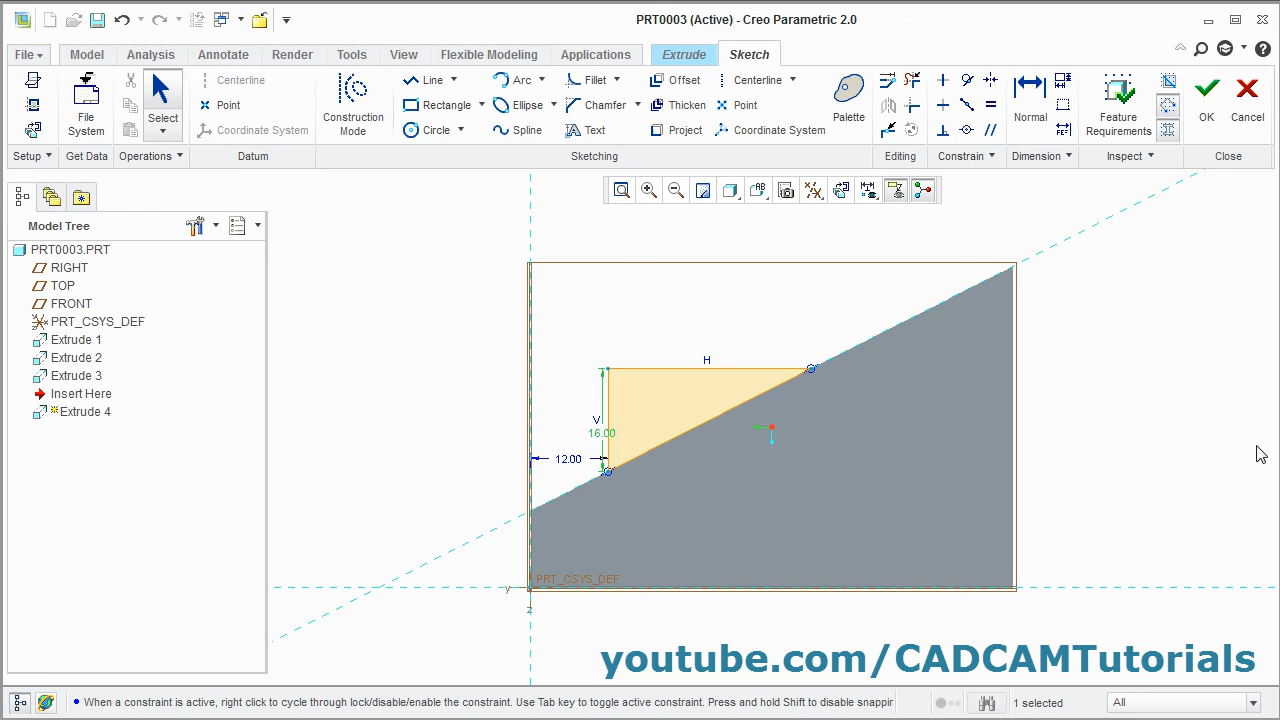 PRT0003 (Active) - Creo Parametric 2.0
File Model Analysis Annotate Render Tools View Flexible Modeling Applications Extrude Sketch
Centerline Line Arc Fillet Offset Centerline
Point Rectangle Ellipse Chamfer Thicken Point
Coordinate System Circle Spline Text Project Coordinate System
File System Select Construction Mode Palette Normal Feature Requirements OK Cancel
Setup Get Data Operations Datum Sketching Editing Constrain Dimension Inspect Close
Model Tree
PRT0003.PRT
RIGHT
TOP
FRONT
PRT_CSYS_DEF
Extrude 1
Extrude 2
Extrude 3
Insert Here
Extrude 4
H
V
16.00
12.00
PRT_CSYS_DEF
y
z
youtube.com/CADCAMTutorials
When a constraint is active, right click to cycle through lock/disable/enable the constraint. Use Tab key to toggle active constraint. Press and hold Shift to disable snappir
1 selected
All